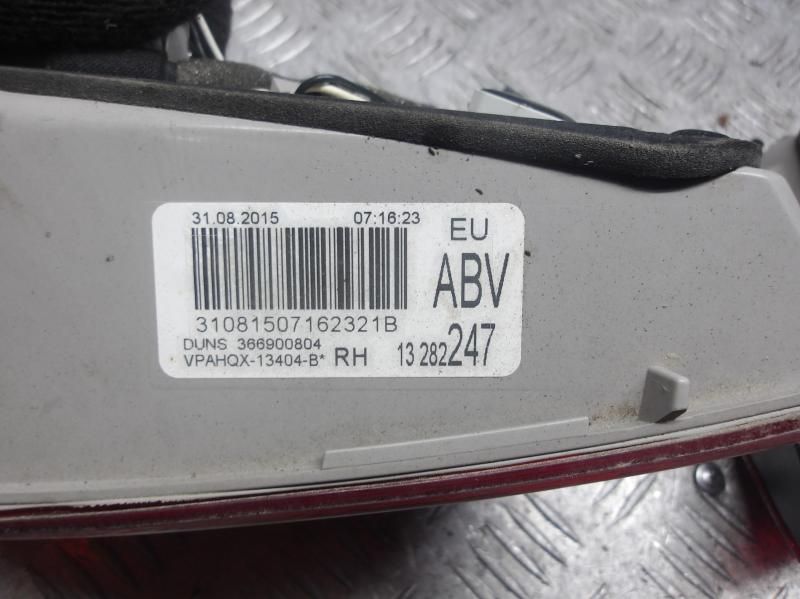 31.08.2015 07:16:23
EU
ABV
31081507162321B
DUNS 366900804
VPAHQX-13404-B* RH 13 282 247